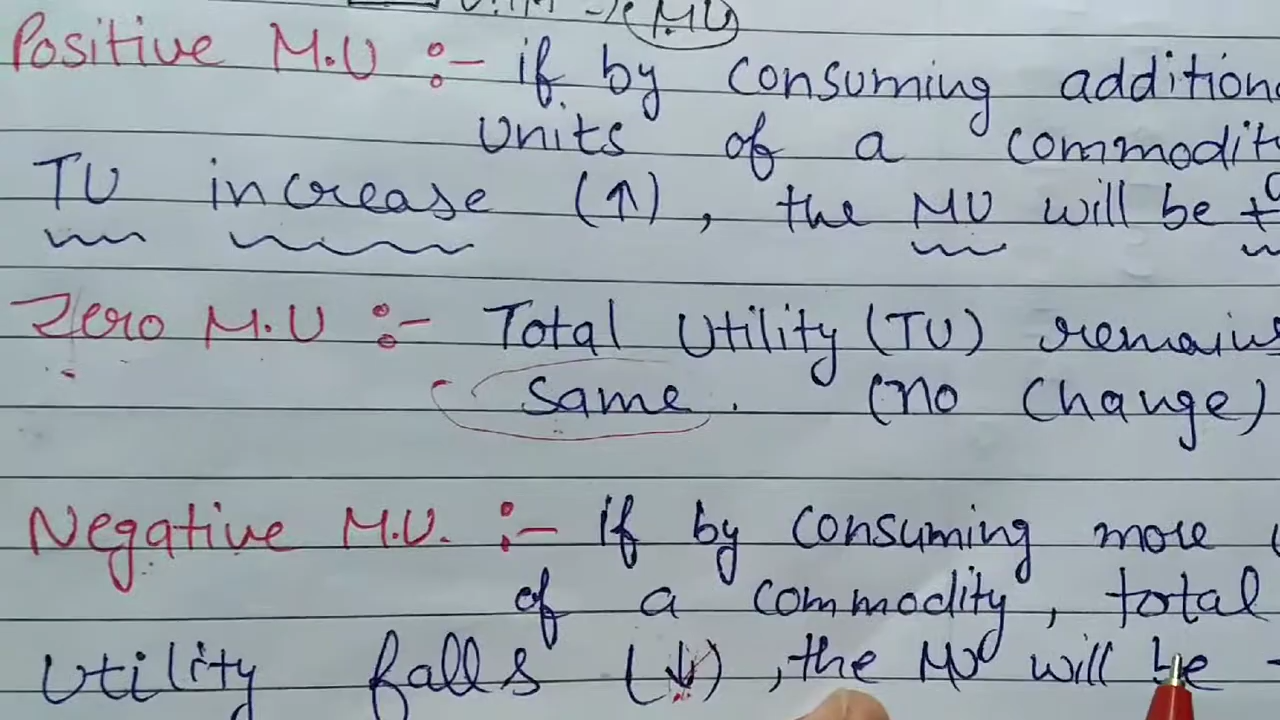 (MU)
Positive M.U :- if by consuming addition
units of a commodit
TU increase (↑), the MU will be +
Zero M.U :- Total Utility (TU) remains
same. (no change)
Negative M.U. :- If by consuming more
of a commodity, total
Utility falls (↓), the MU will be -